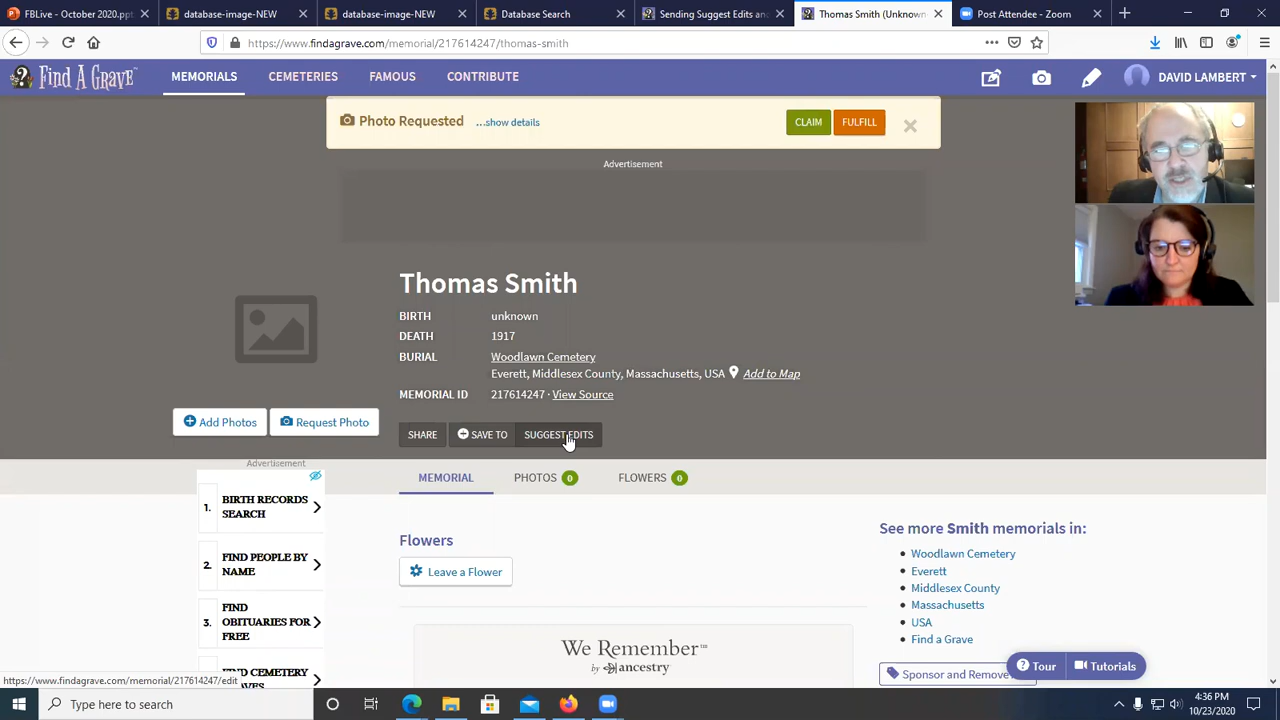 FBLive - October 2020.ppt
database-image-NEW
database-image-NEW
Database Search
Sending Suggest Edits and
Thomas Smith (Unknown
Post Attendee - Zoom
https://www.findagrave.com/memorial/217614247/thomas-smith
FIND A GRAVE™
MEMORIALS
CEMETERIES
FAMOUS
CONTRIBUTE
DAVID LAMBERT
Photo Requested ...show details
CLAIM
FULFILL
Advertisement
Thomas Smith
BIRTH unknown
DEATH 1917
BURIAL Woodlawn Cemetery
Everett, Middlesex County, Massachusetts, USA Add to Map
MEMORIAL ID 217614247 · View Source
Add Photos
Request Photo
SHARE
SAVE TO
SUGGEST EDITS
Advertisement
MEMORIAL
PHOTOS 0
FLOWERS 0
1. BIRTH RECORDS
SEARCH
2. FIND PEOPLE BY
NAME
3. FIND
OBITUARIES FOR
FREE
FIND CEMETERY
Flowers
Leave a Flower
We Remember™
by ancestry
See more Smith memorials in:
Woodlawn Cemetery
Everett
Middlesex County
Massachusetts
USA
Find a Grave
Sponsor and Remove
Tour
Tutorials
https://www.findagrave.com/memorial/217614247/edit
Type here to search
4:36 PM
10/23/2020